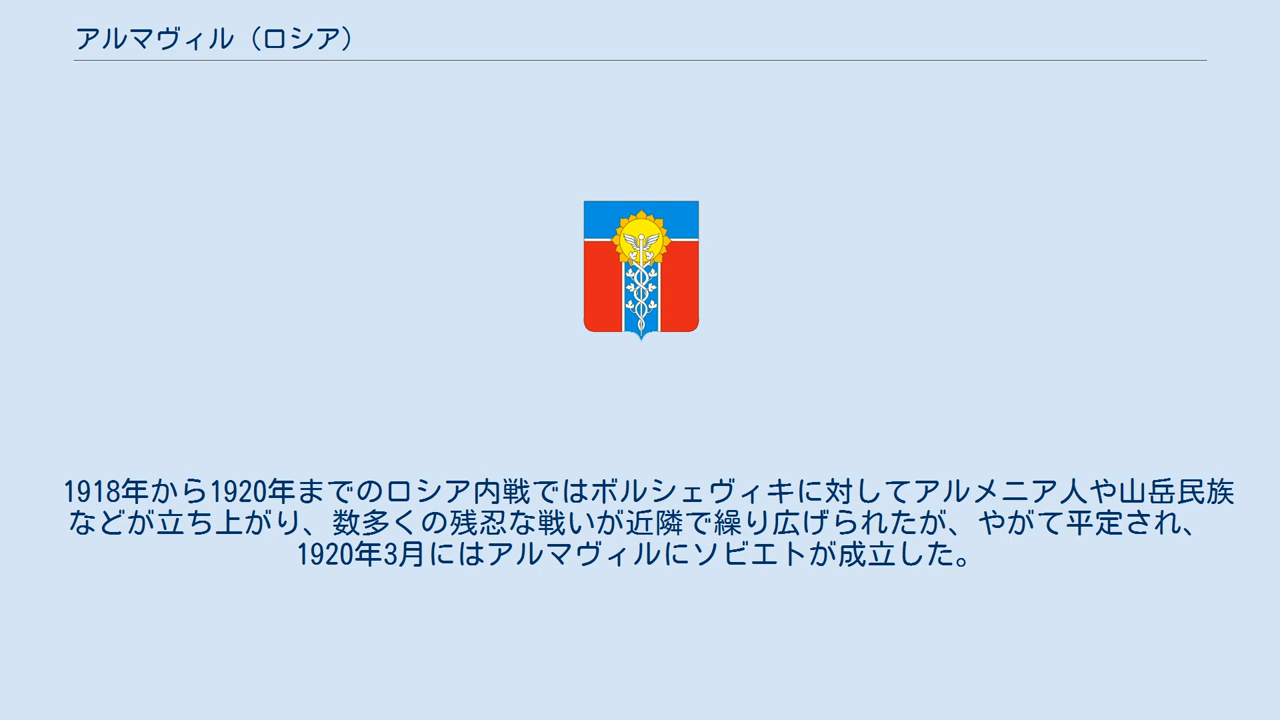 アルマヴィル（ロシア）
1918年から1920年までのロシア内戦ではボルシェヴィキに対してアルメニア人や山岳民族
などが立ち上がり、数多くの残忍な戦いが近隣で繰り広げられたが、やがて平定され、
1920年3月にはアルマヴィルにソビエトが成立した。